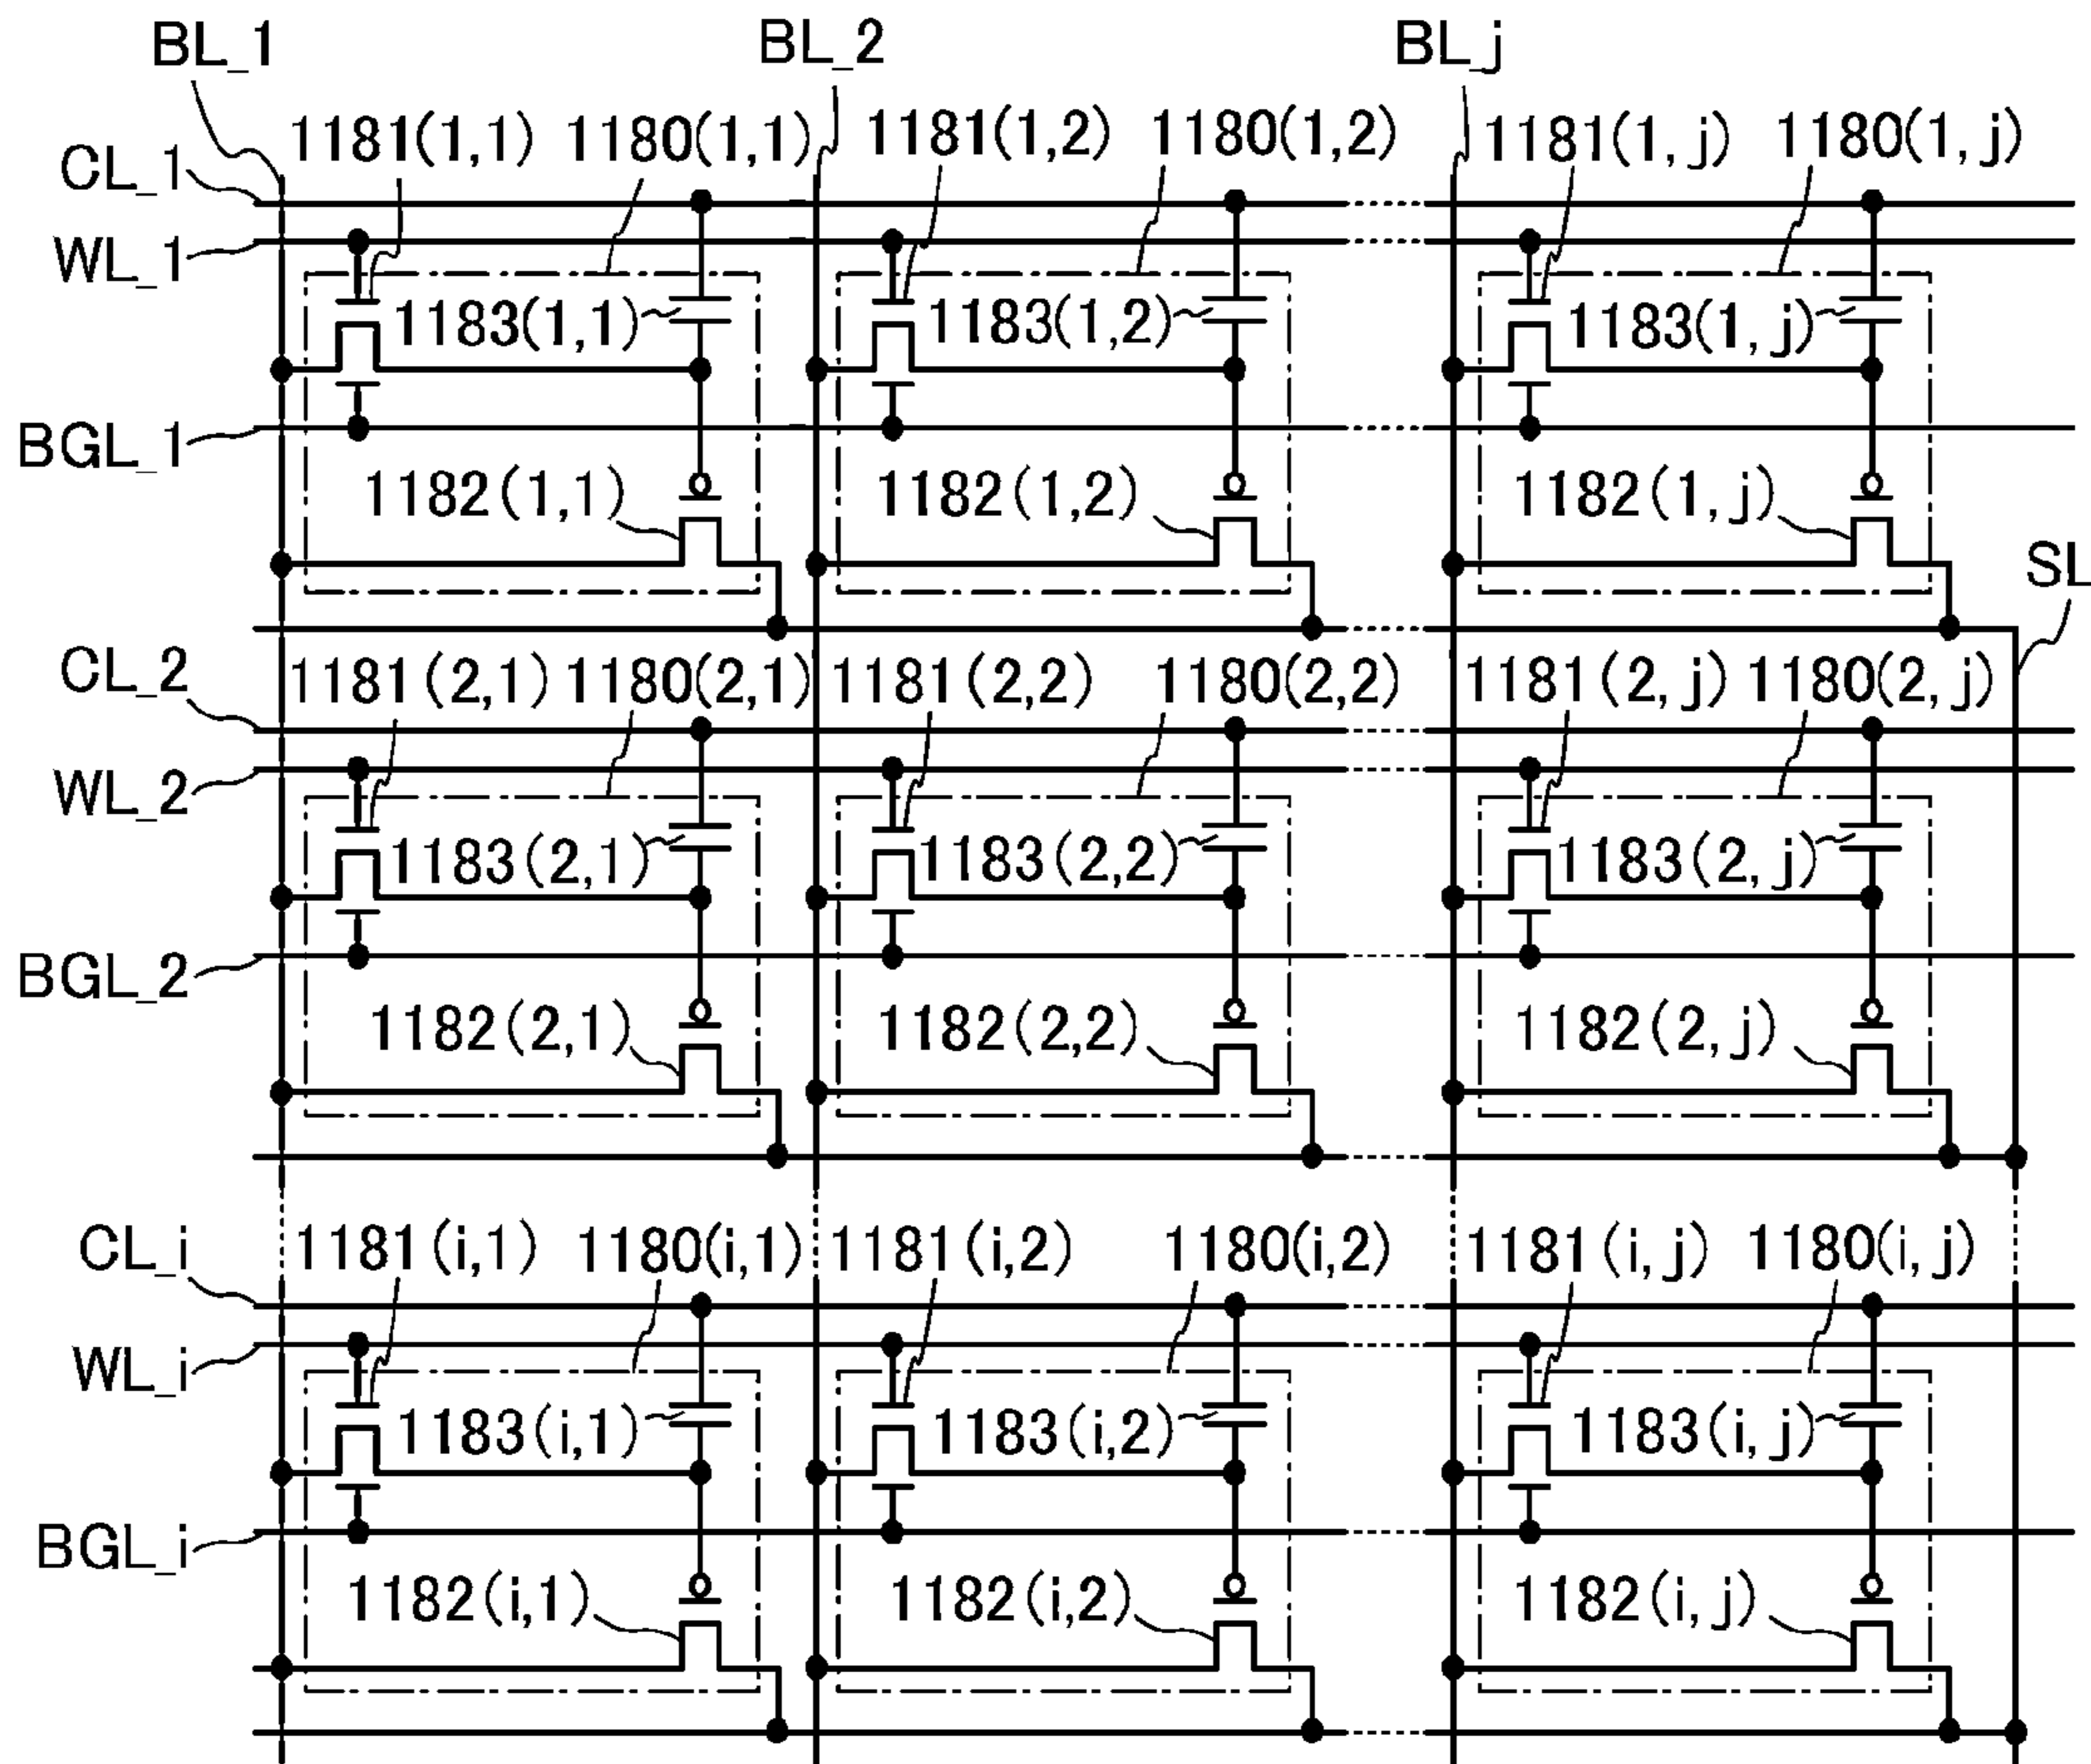 BL_1 BL_2 BL_j
1181(1,1) 1180(1,1) 1181(1,2) 1180(1,2) 1181(1,j) 1180(1,j)
CL_1
WL_1
1183(1,1) 1183(1,2) 1183(1,j)
BGL_1
1182(1,1) 1182(1,2) 1182(1,j)
SL
CL_2 1181(2,1) 1180(2,1) 1181(2,2) 1180(2,2) 1181(2,j) 1180(2,j)
WL_2
1183(2,1) 1183(2,2) 1183(2,j)
BGL_2
1182(2,1) 1182(2,2) 1182(2,j)
CL_i 1181(i,1) 1180(i,1) 1181(i,2) 1180(i,2) 1181(i,j) 1180(i,j)
WL_i
1183(i,1) 1183(i,2) 1183(i,j)
BGL_i
1182(i,1) 1182(i,2) 1182(i,j)